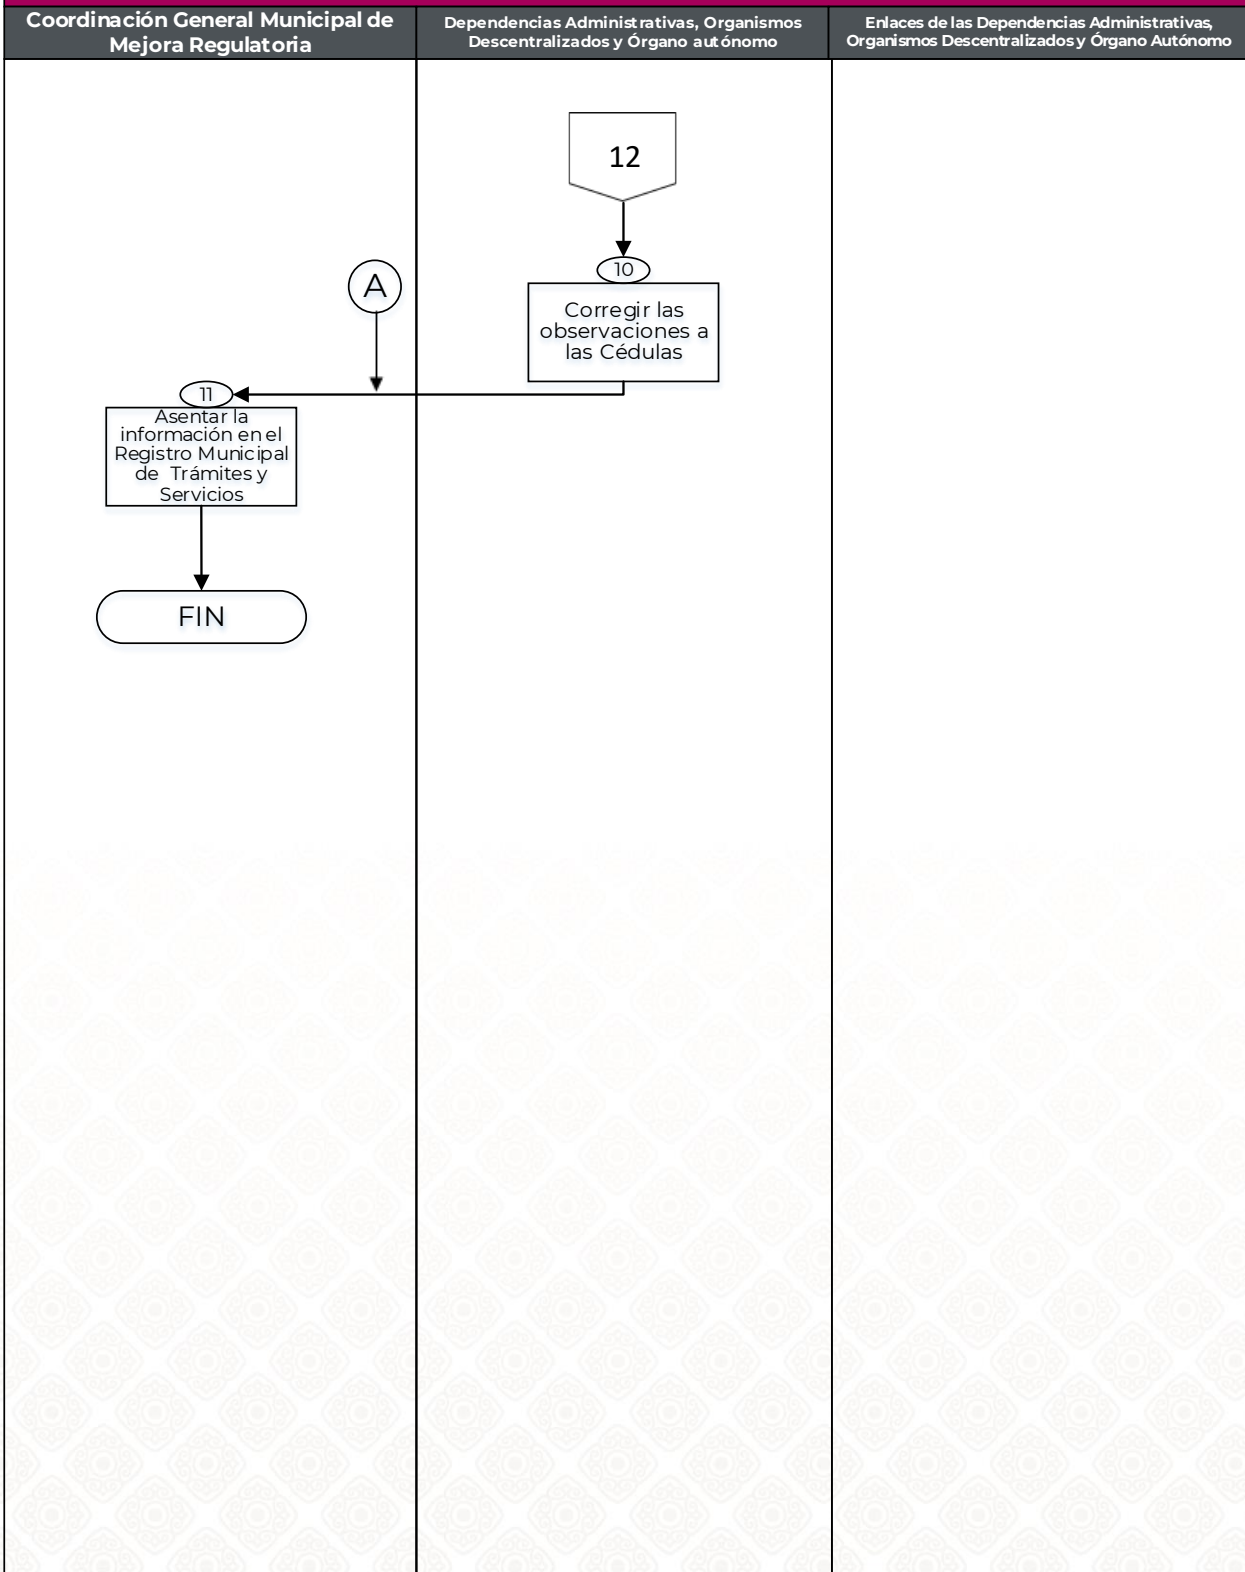 Coordinación General Municipal de
Mejora Regulatoria
Dependencias Administrativas, Organismos
Descentralizados y Órgano autónomo
Enlaces de las Dependencias Administrativas,
Organismos Descentralizados y Órgano Autónomo
12
10
Corregir las
observaciones a
las Cédulas
A
11
Asentar la
información en el
Registro Municipal
de Trámites y
Servicios
FIN